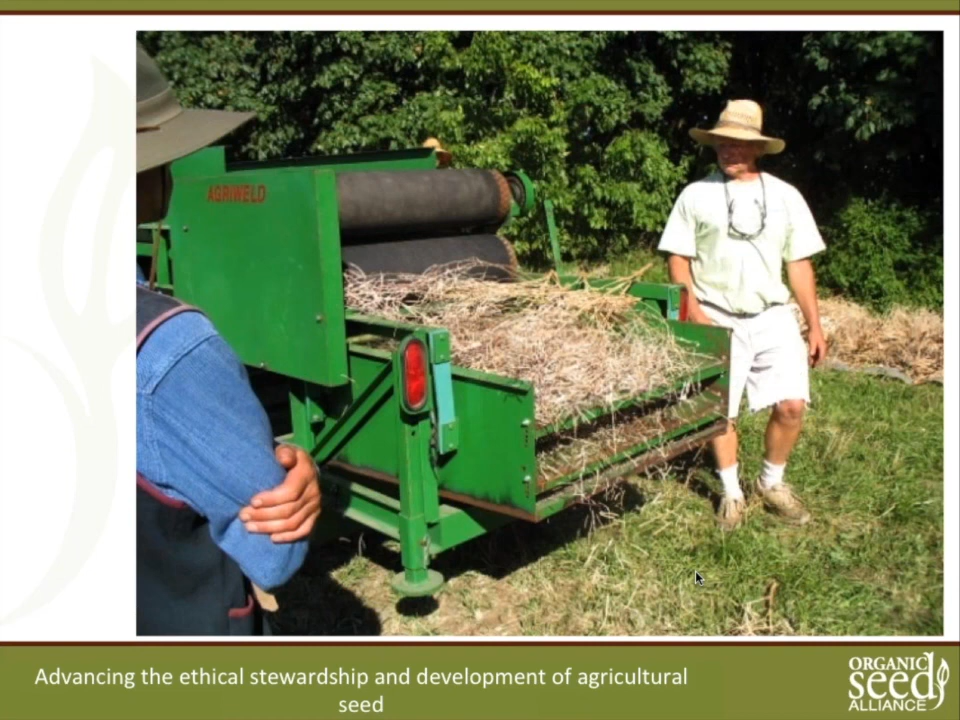 AGRIWELD
Advancing the ethical stewardship and development of agricultural
seed
ORGANIC
seed
ALLIANCE